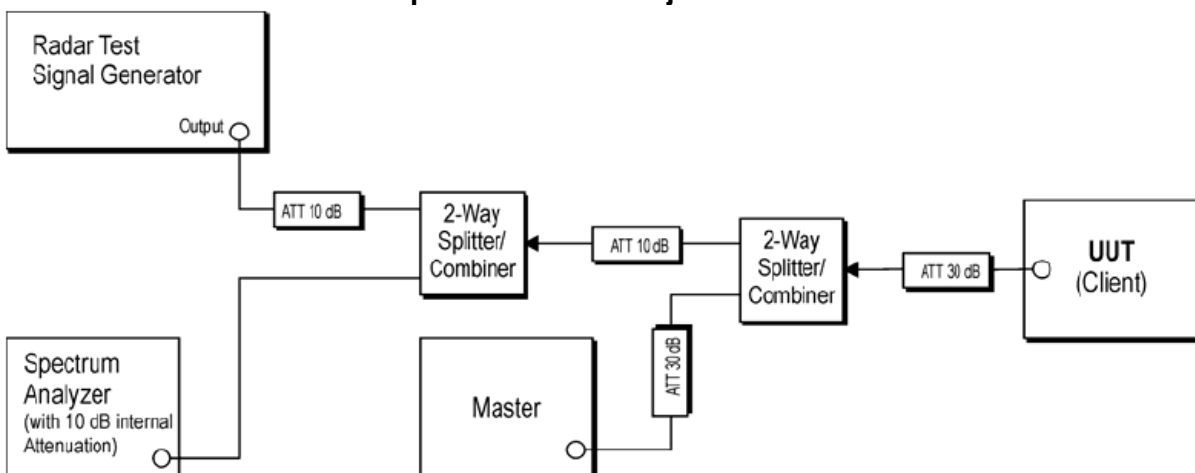 Radar Test
Signal Generator
Output
ATT 10 dB
2-Way
Splitter/
Combiner
ATT 10 dB
2-Way
Splitter/
Combiner
ATT 30 dB
UUT
(Client)
Spectrum
Analyzer
(with 10 dB internal
Attenuation)
Master
ATT 30 dB